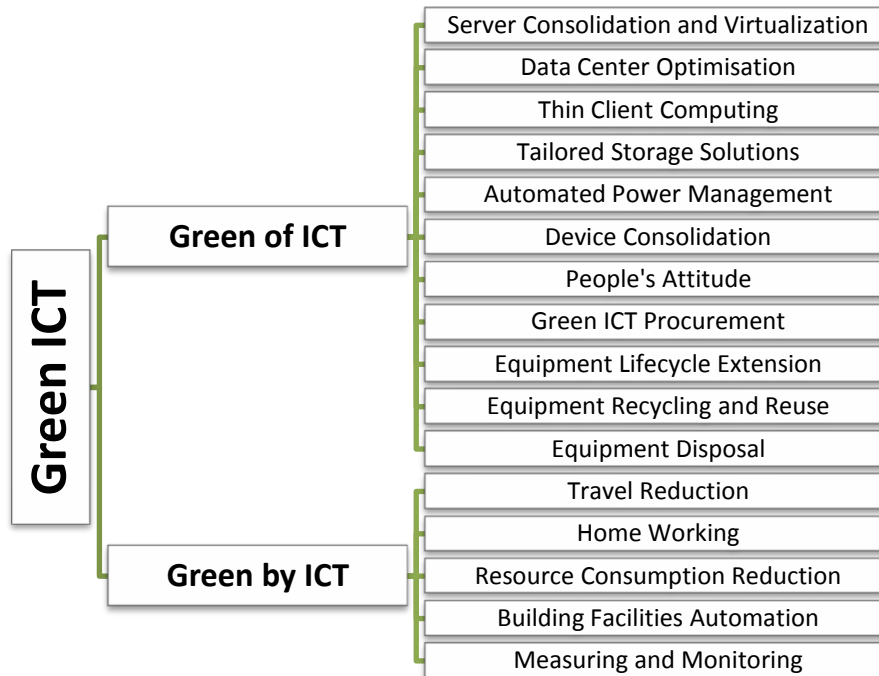 Green ICT
Green of ICT
Server Consolidation and Virtualization
Data Center Optimisation
Thin Client Computing
Tailored Storage Solutions
Automated Power Management
Device Consolidation
People's Attitude
Green ICT Procurement
Equipment Lifecycle Extension
Equipment Recycling and Reuse
Equipment Disposal
Green by ICT
Travel Reduction
Home Working
Resource Consumption Reduction
Building Facilities Automation
Measuring and Monitoring